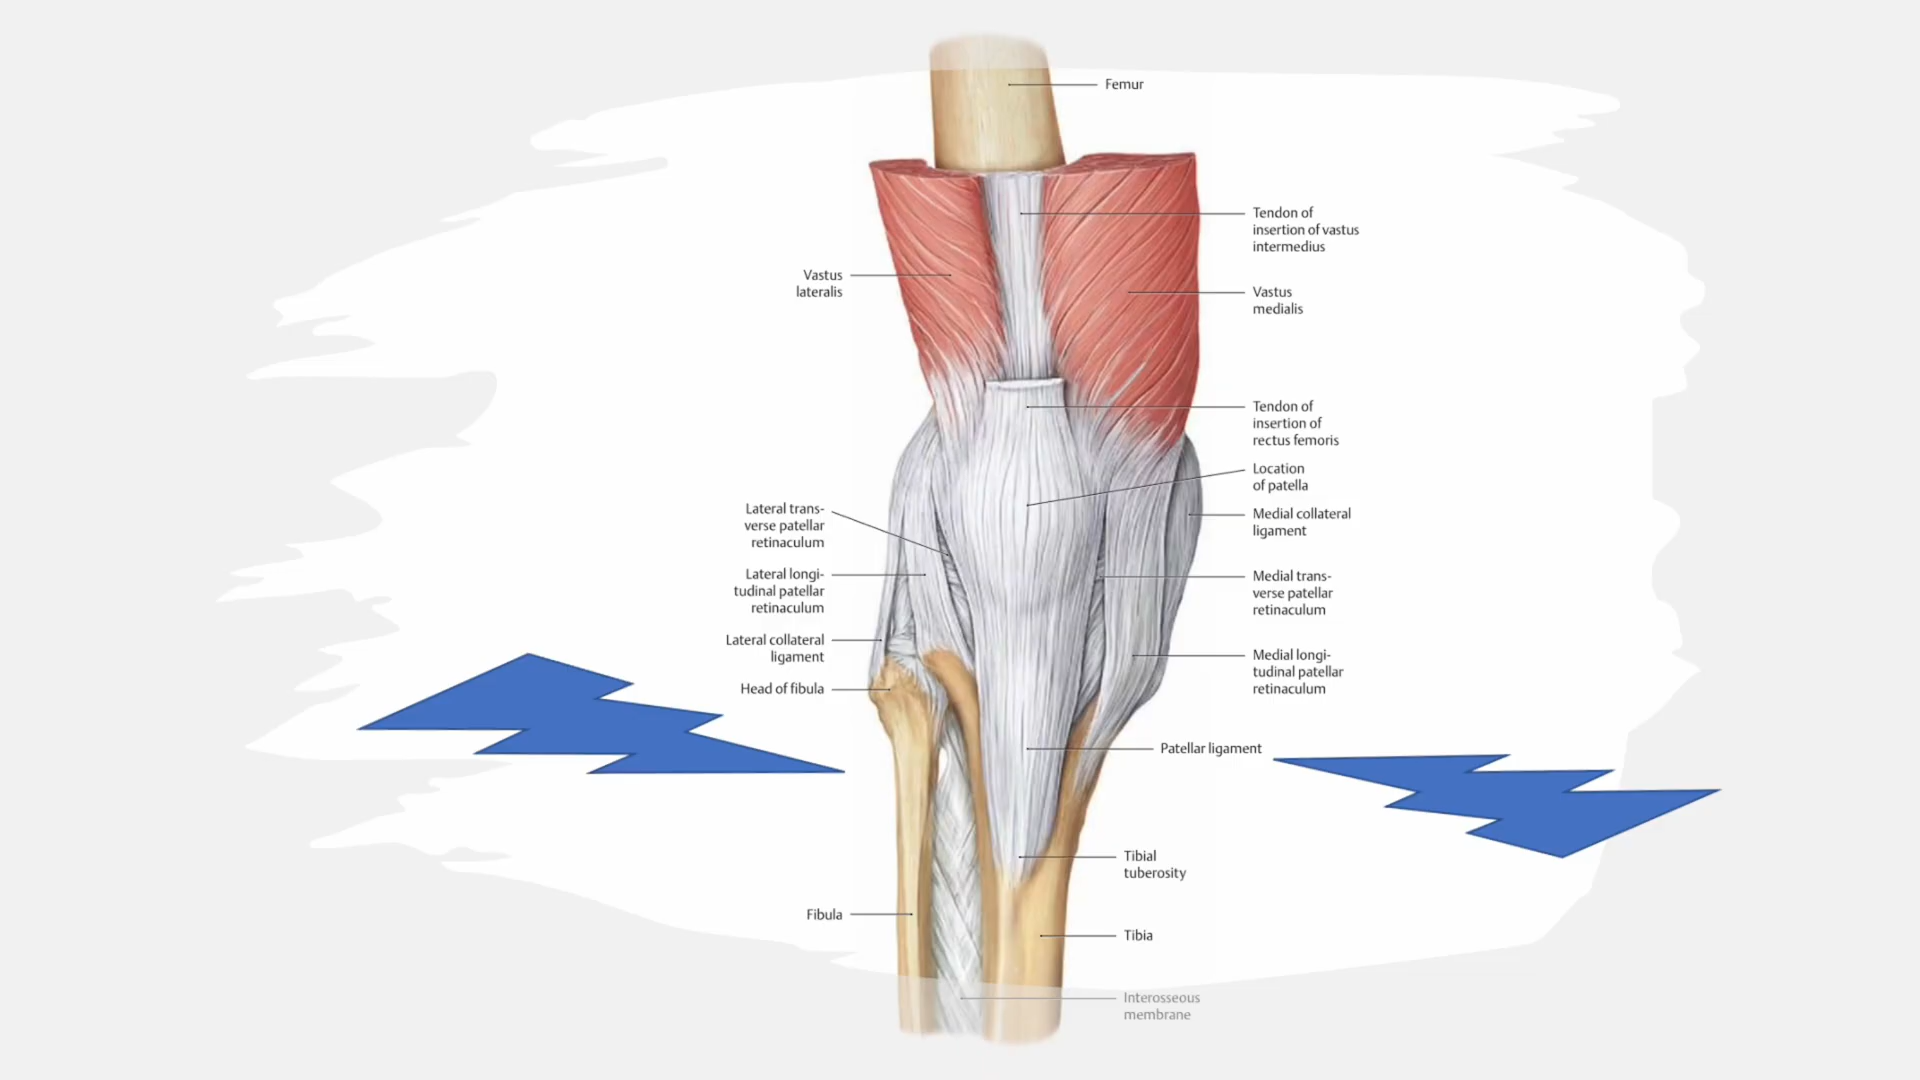 Femur
Tendon of
insertion of vastus
intermedius
Vastus
lateralis
Vastus
medialis
Tendon of
insertion of
rectus femoris
Location
of patella
Lateral trans-
verse patellar
retinaculum
Medial collateral
ligament
Lateral longi-
tudinal patellar
retinaculum
Medial trans-
verse patellar
retinaculum
Lateral collateral
ligament
Medial longi-
tudinal patellar
retinaculum
Head of fibula
Patellar ligament
Tibial
tuberosity
Fibula
Tibia
Interosseous
membrane